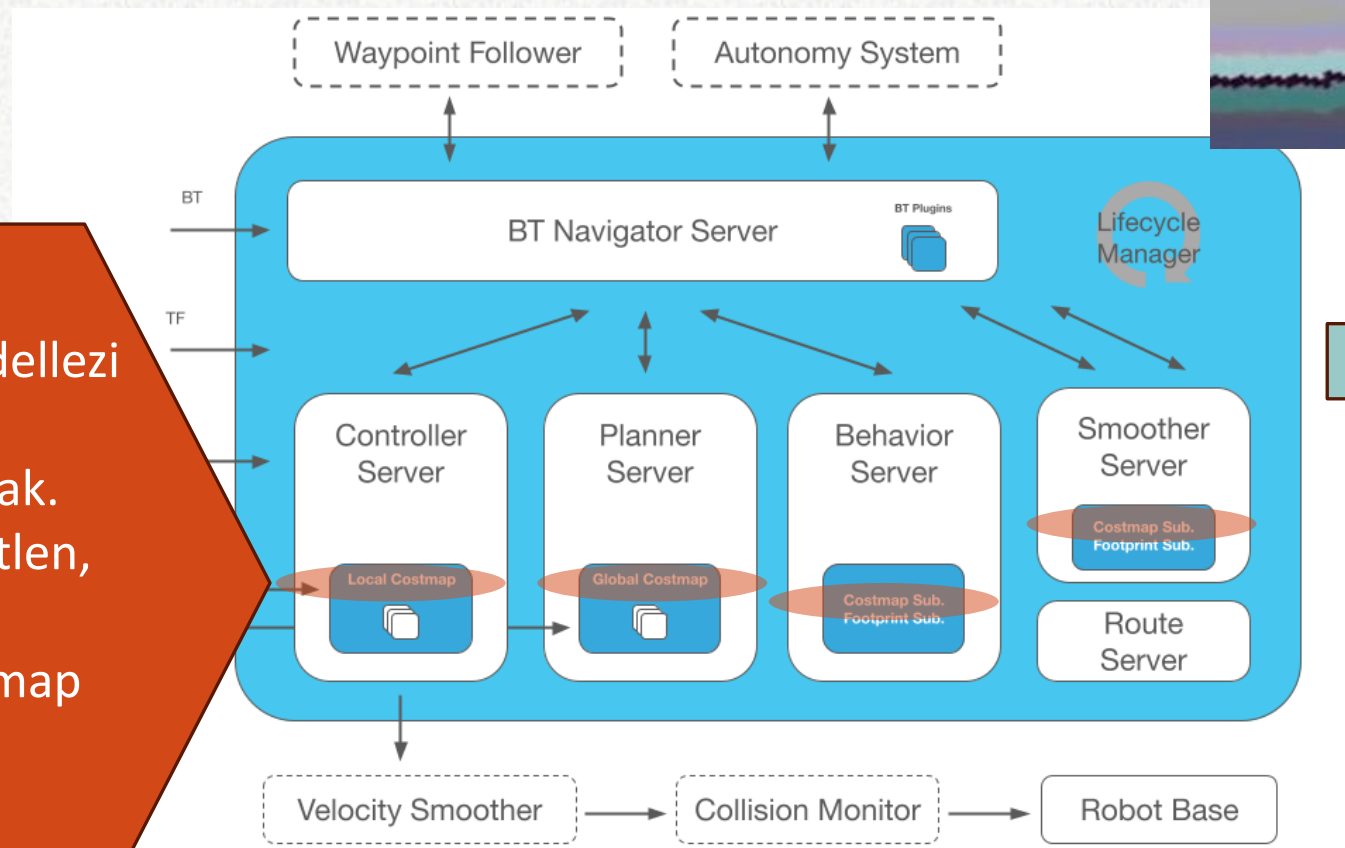 Waypoint Follower
Autonomy System
BT
BT Navigator Server
BT Plugins
Lifecycle
Manager
TF
dellezi
ak.
tlen,
map
Controller
Server
Local Costmap
Planner
Server
Global Costmap
Behavior
Server
Costmap Sub.
Footprint Sub.
Smoother
Server
Costmap Sub.
Footprint Sub.
Route
Server
Velocity Smoother
Collision Monitor
Robot Base